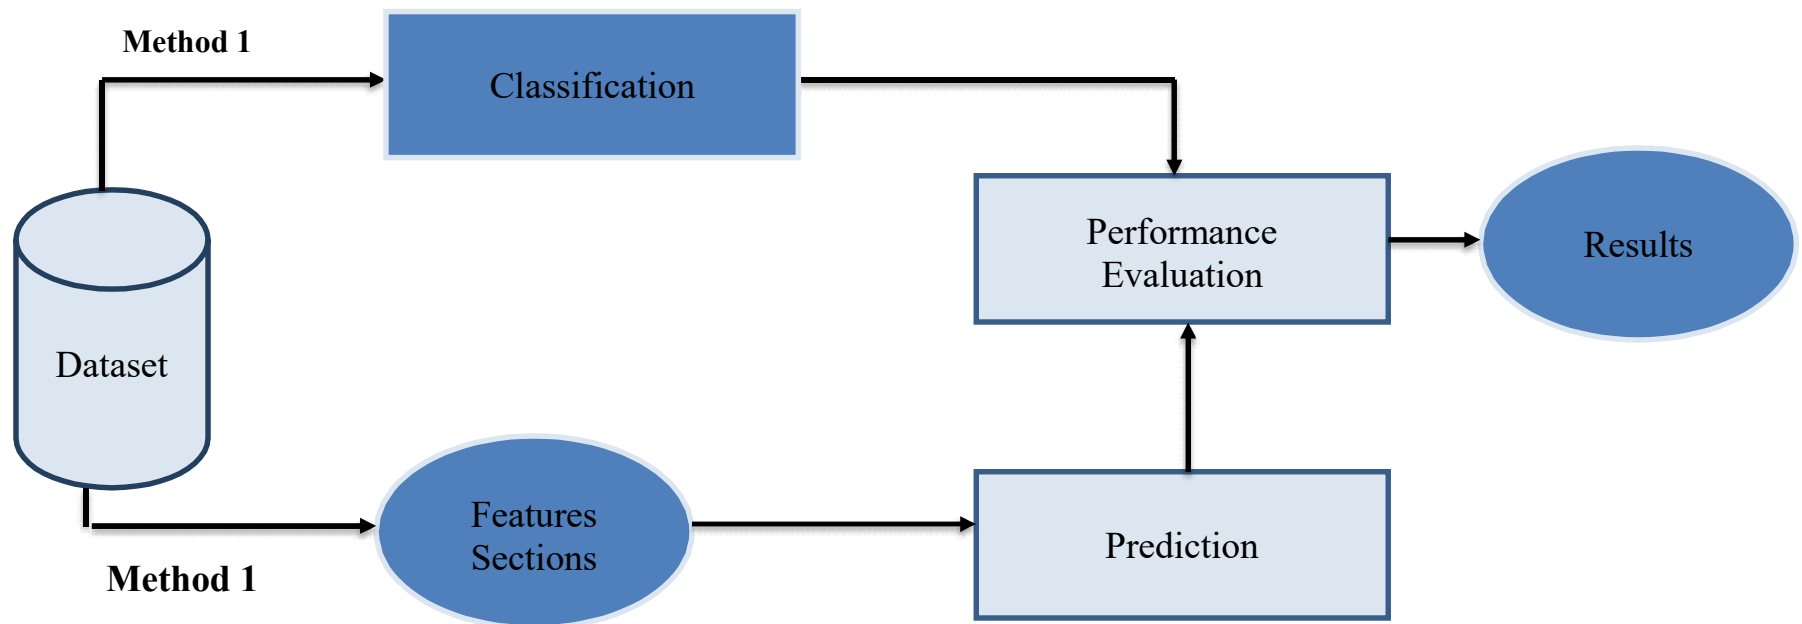 Method 1
Classification
Performance
Evaluation
Results
Dataset
Features
Sections
Prediction
Method 1